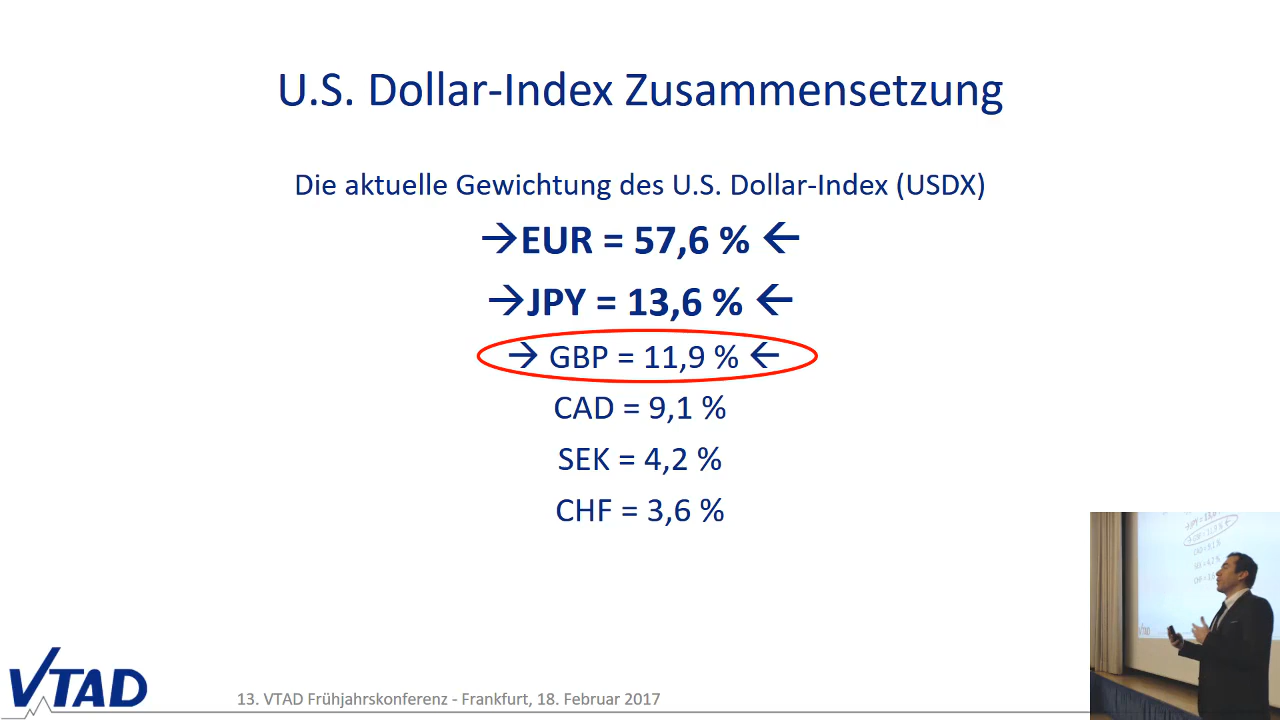 U.S. Dollar-Index Zusammensetzung
Die aktuelle Gewichtung des U.S. Dollar-Index (USDX)
→EUR = 57,6 % ←
→JPY = 13,6 % ←
→ GBP = 11,9 % ←
CAD = 9,1 %
SEK = 4,2 %
CHF = 3,6 %
VTAD
13. VTAD Frühjahrskonferenz - Frankfurt, 18. Februar 2017